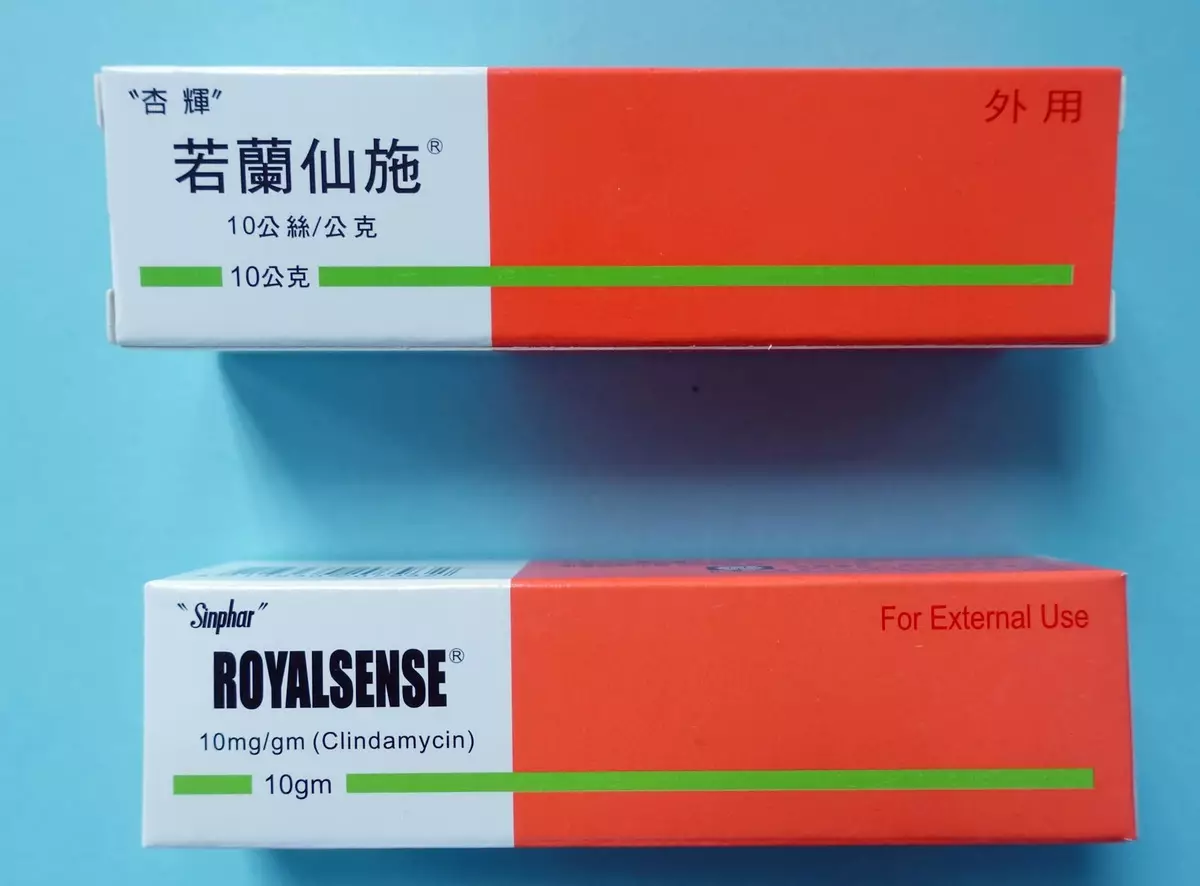 “杏輝”
外用
若蘭仙施®
10公絲/公克
10公克
“Sinphar”
For External Use
ROYALSENSE®
10mg/gm (Clindamycin)
10gm